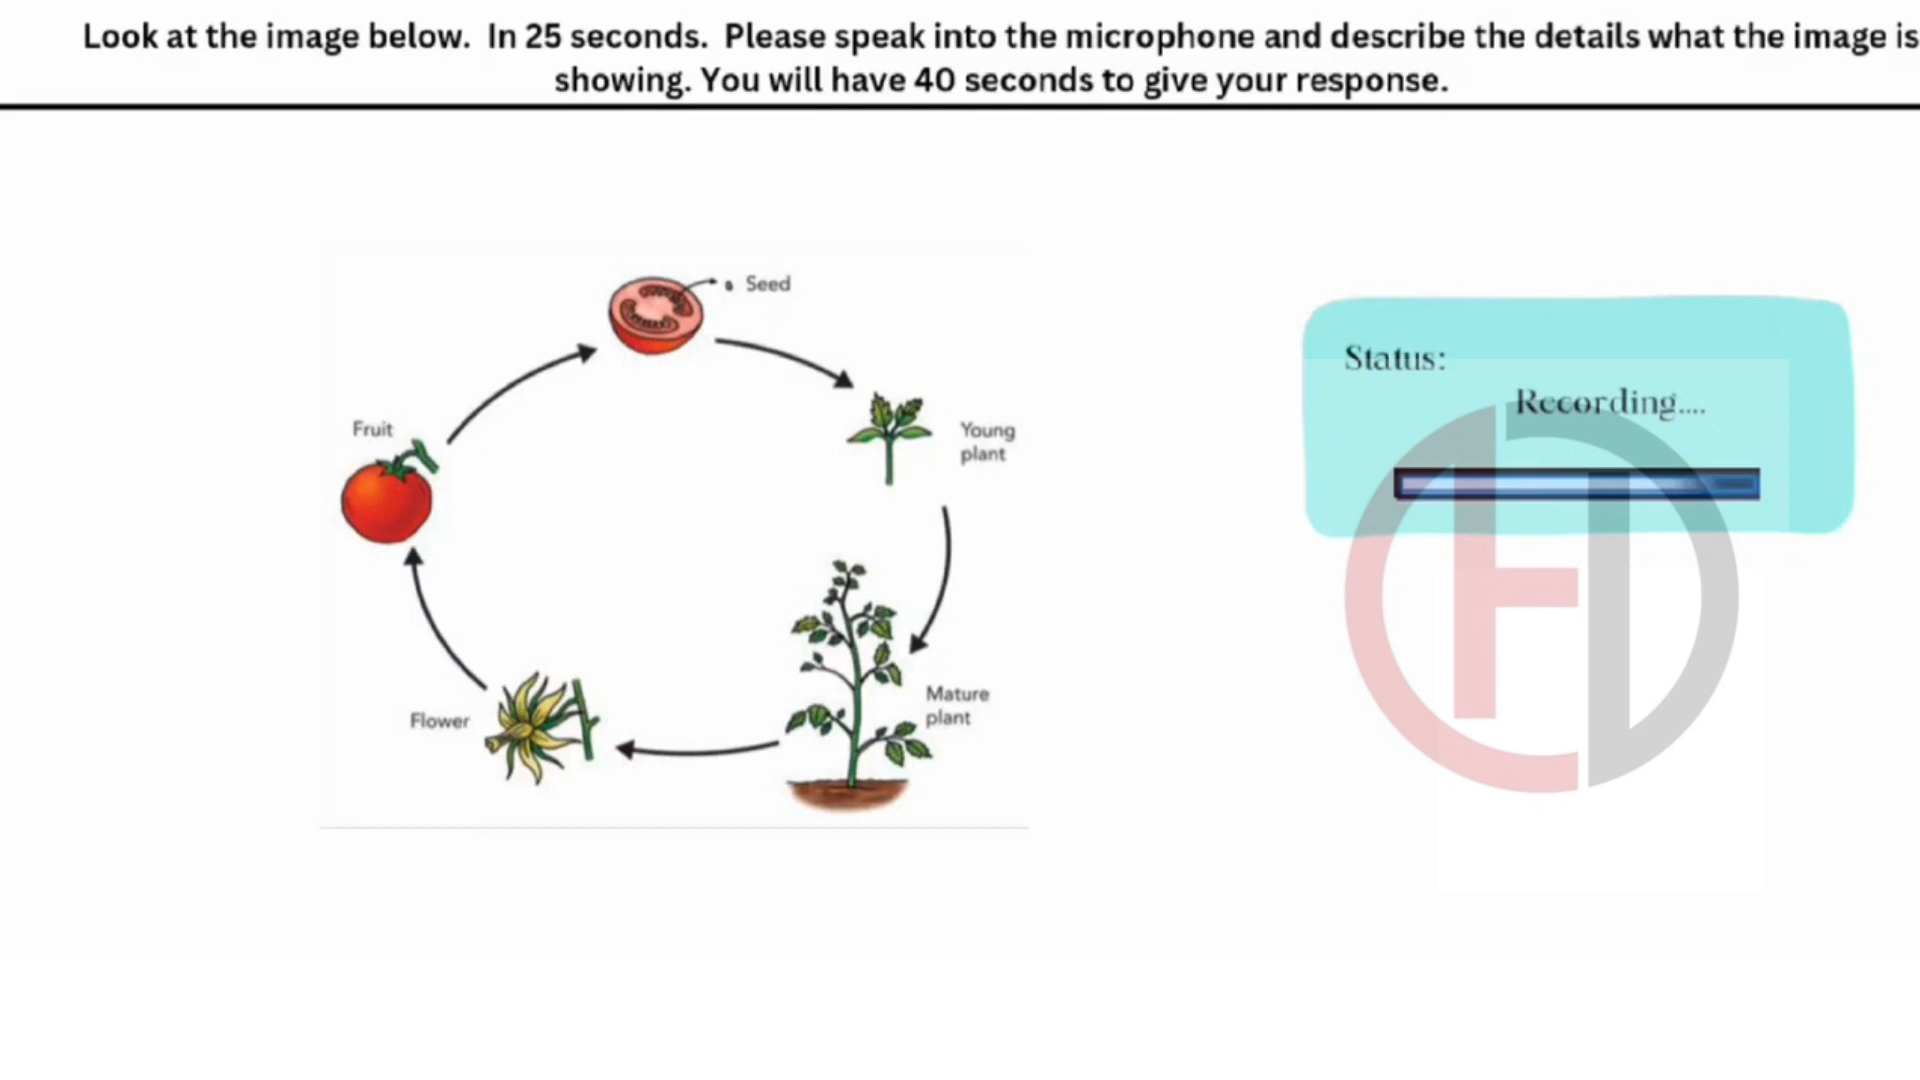 Look at the image below. In 25 seconds. Please speak into the microphone and describe the details what the image is
showing. You will have 40 seconds to give your response.
Seed
Status:
Recording....
Fruit
Young
plant
Mature
plant
Flower